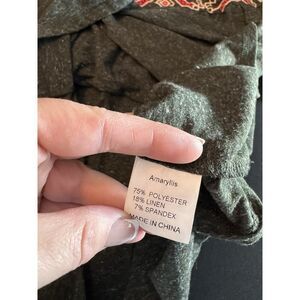 Amaryllis
75% POLYESTER
18% LINEN
7% SPANDEX
MADE IN CHINA